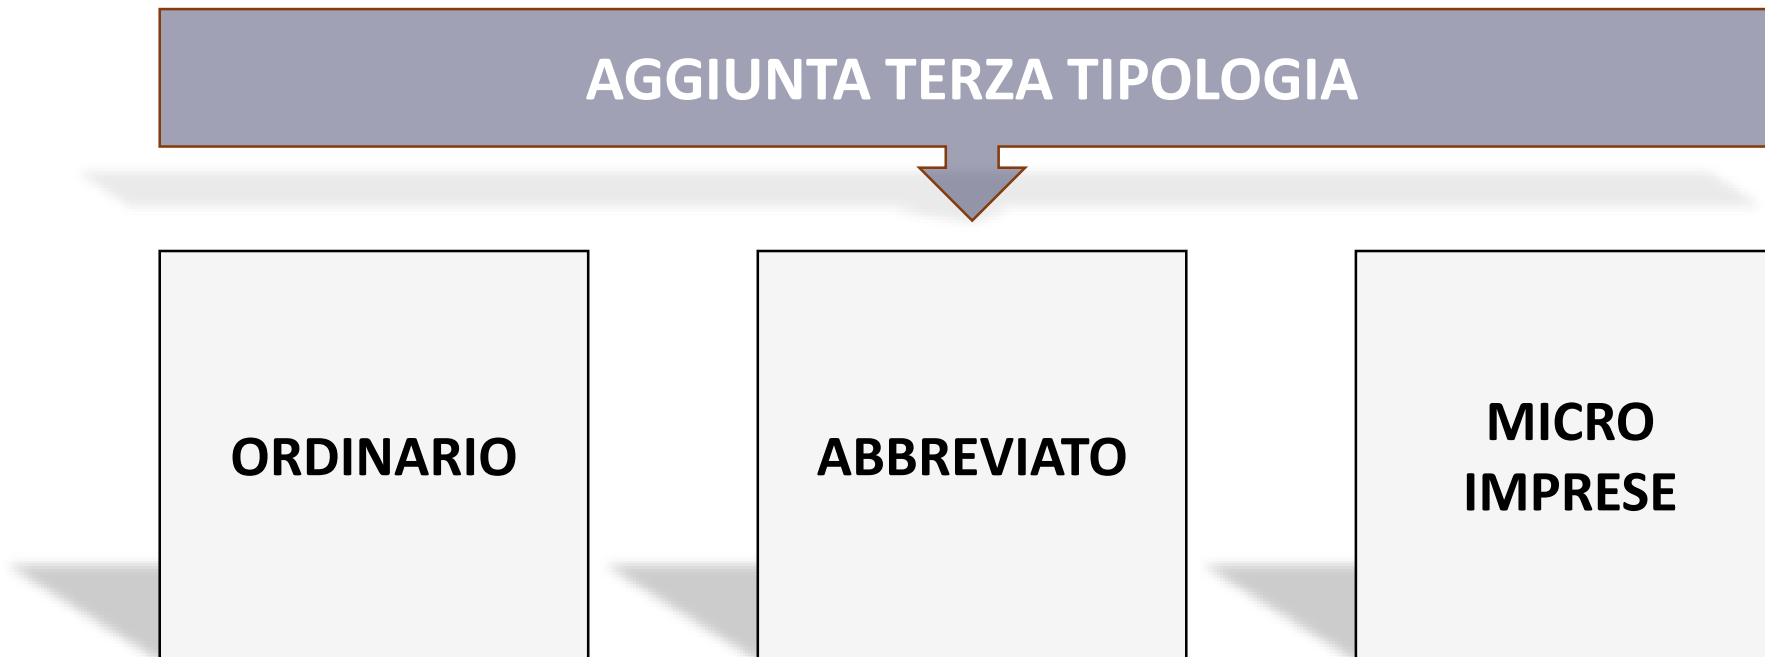 AGGIUNTA TERZA TIPOLOGIA
ORDINARIO
ABBREVIATO
MICRO
IMPRESE